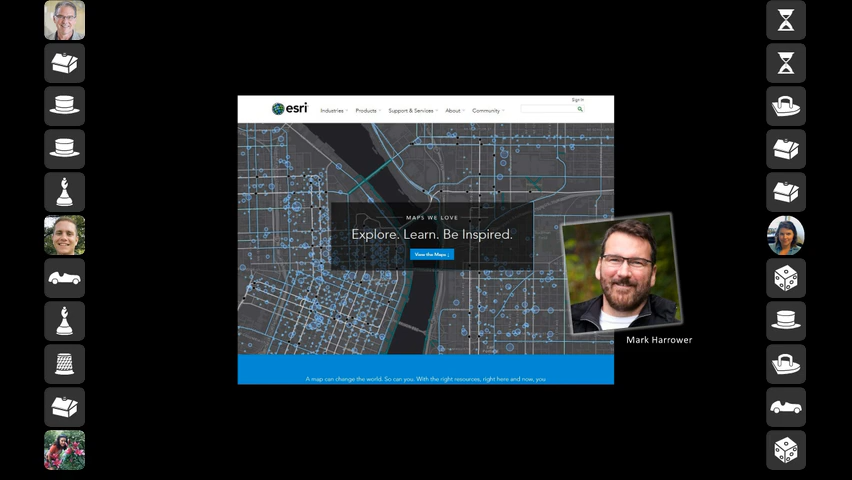 Sign In
esri
Industries Products Support & Services About Community
MAPS WE LOVE
Explore. Learn. Be Inspired.
View the Maps
Mark Harrower
A map can change the world. So can you. With the right resources, right here and now, you